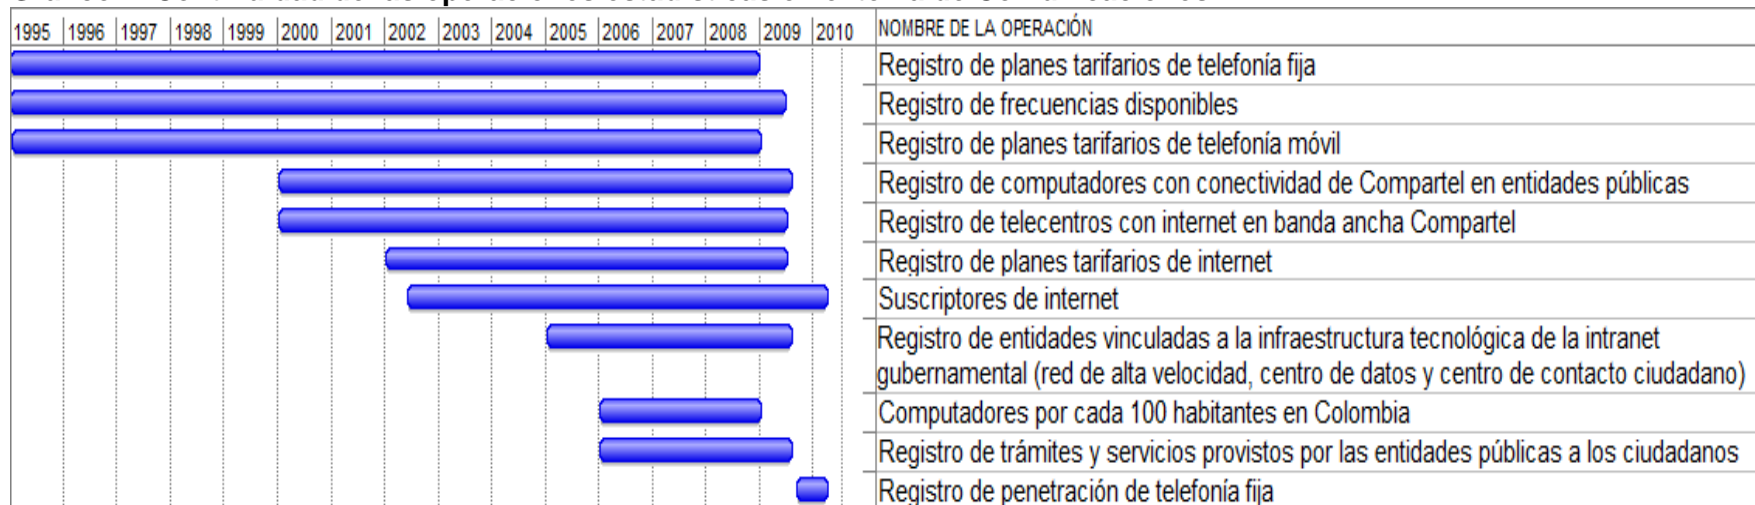 1995 1996 1997 1998 1999 2000 2001 2002 2003 2004 2005 2006 2007 2008 2009 2010 NOMBRE DE LA OPERACIÓN
Registro de planes tarifarios de telefonía fija
Registro de frecuencias disponibles
Registro de planes tarifarios de telefonía móvil
Registro de computadores con conectividad de Compartel en entidades públicas
Registro de telecentros con internet en banda ancha Compartel
Registro de planes tarifarios de internet
Suscriptores de internet
Registro de entidades vinculadas a la infraestructura tecnológica de la intranet
gubernamental (red de alta velocidad, centro de datos y centro de contacto ciudadano)
Computadores por cada 100 habitantes en Colombia
Registro de trámites y servicios provistos por las entidades públicas a los ciudadanos
Registro de penetración de telefonía fija